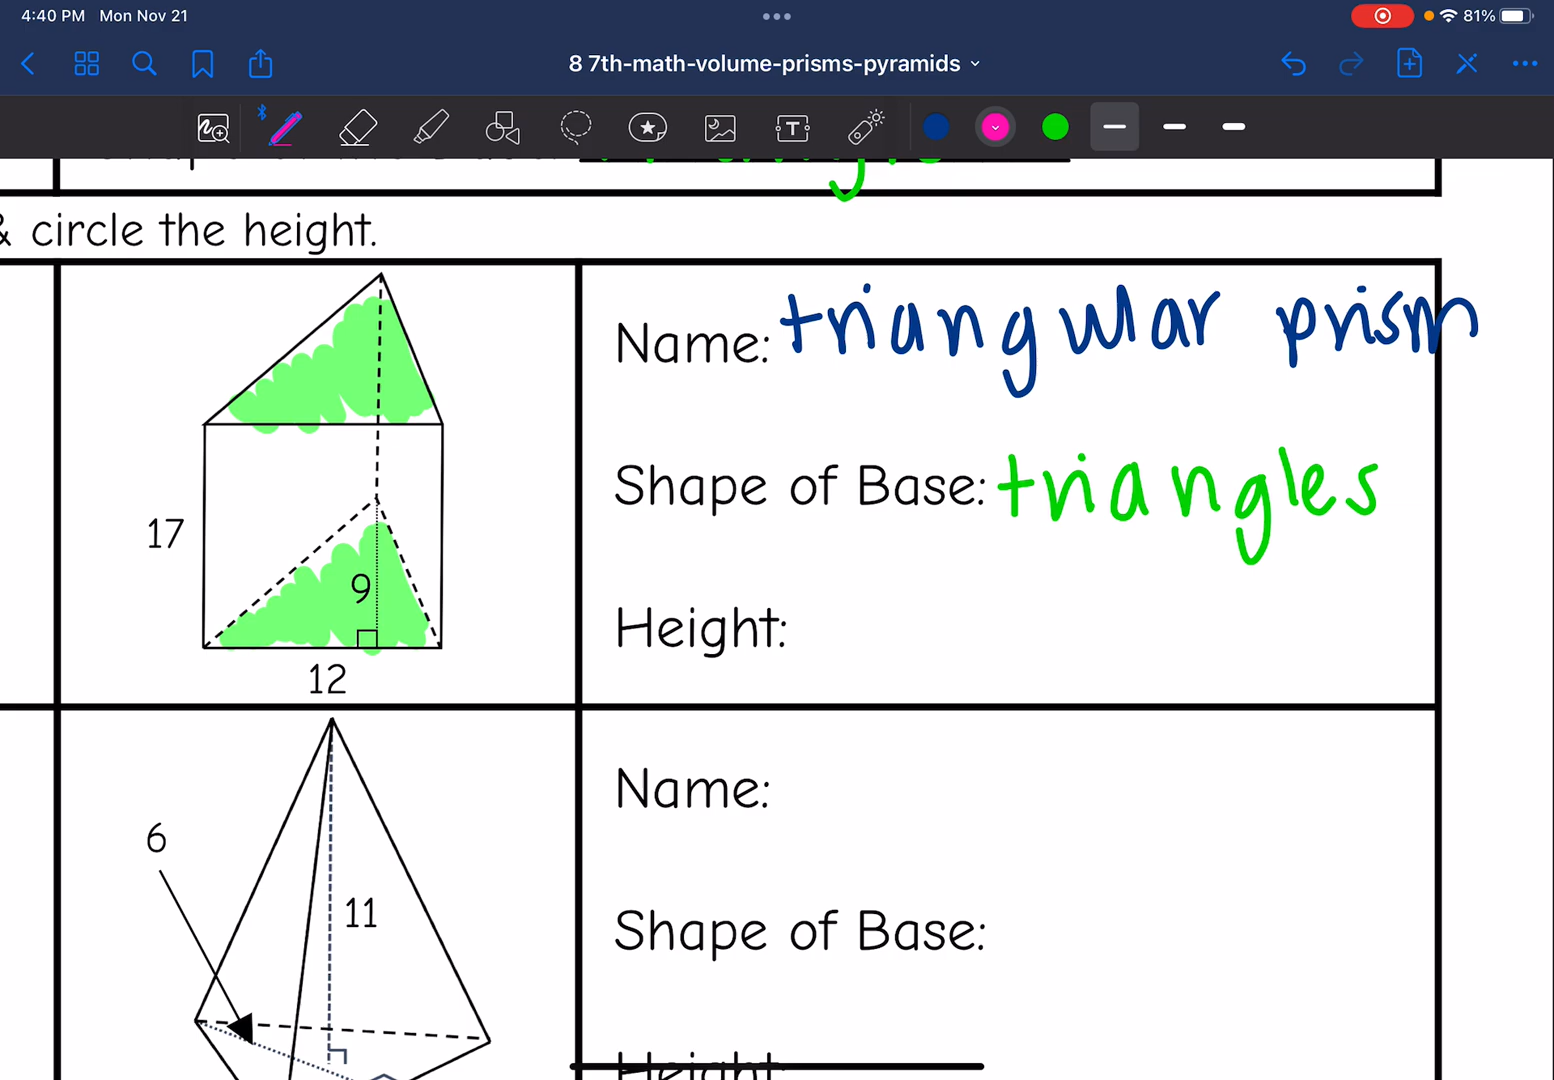 4:40 PM Mon Nov 21
81%
8 7th-math-volume-prisms-pyramids
T
& circle the height.
Name: triangular prism
Shape of Base: triangles
17
9
Height:
12
Name:
6
11
Shape of Base:
Height